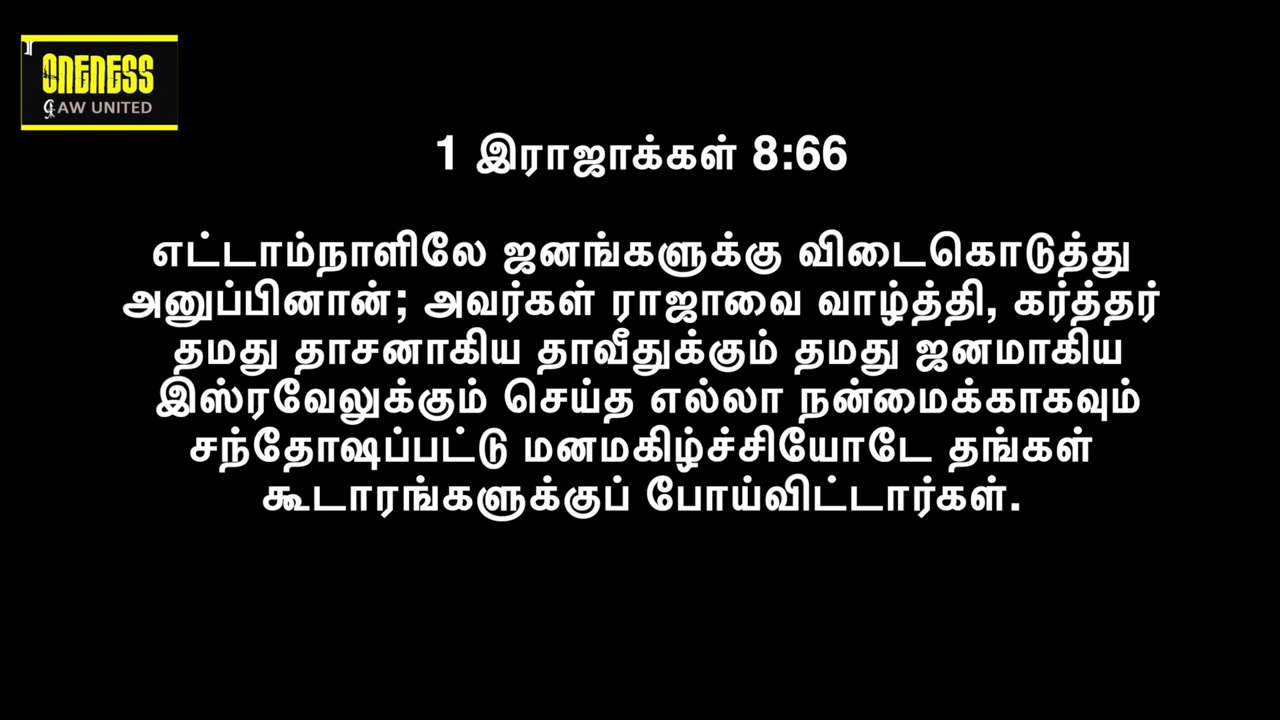 ONENESS
AW UNITED
1 இராஜாக்கள் 8:66
எட்டாம்நாளிலே ஜனங்களுக்கு விடைகொடுத்து
அனுப்பினான்; அவர்கள் ராஜாவை வாழ்த்தி, கர்த்தர்
தமது தாசனாகிய தாவீதுக்கும் தமது ஜனமாகிய
இஸ்ரவேலுக்கும் செய்த எல்லா நன்மைக்காகவும்
சந்தோஷப்பட்டு மனமகிழ்ச்சியோடே தங்கள்
கூடாரங்களுக்குப் போய்விட்டார்கள்.